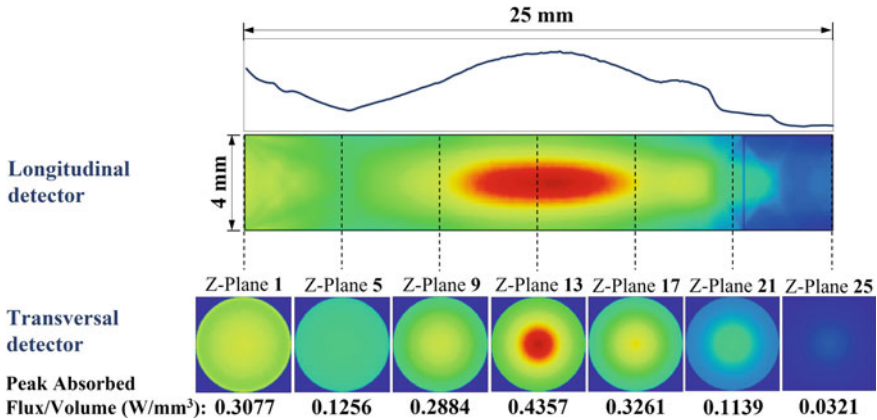 25 mm
4 mm
Longitudinal
detector
Z-Plane 1 Z-Plane 5 Z-Plane 9 Z-Plane 13 Z-Plane 17 Z-Plane 21 Z-Plane 25
Transversal
detector
Peak Absorbed
Flux/Volume (W/mm³): 0.3077 0.1256 0.2884 0.4357 0.3261 0.1139 0.0321